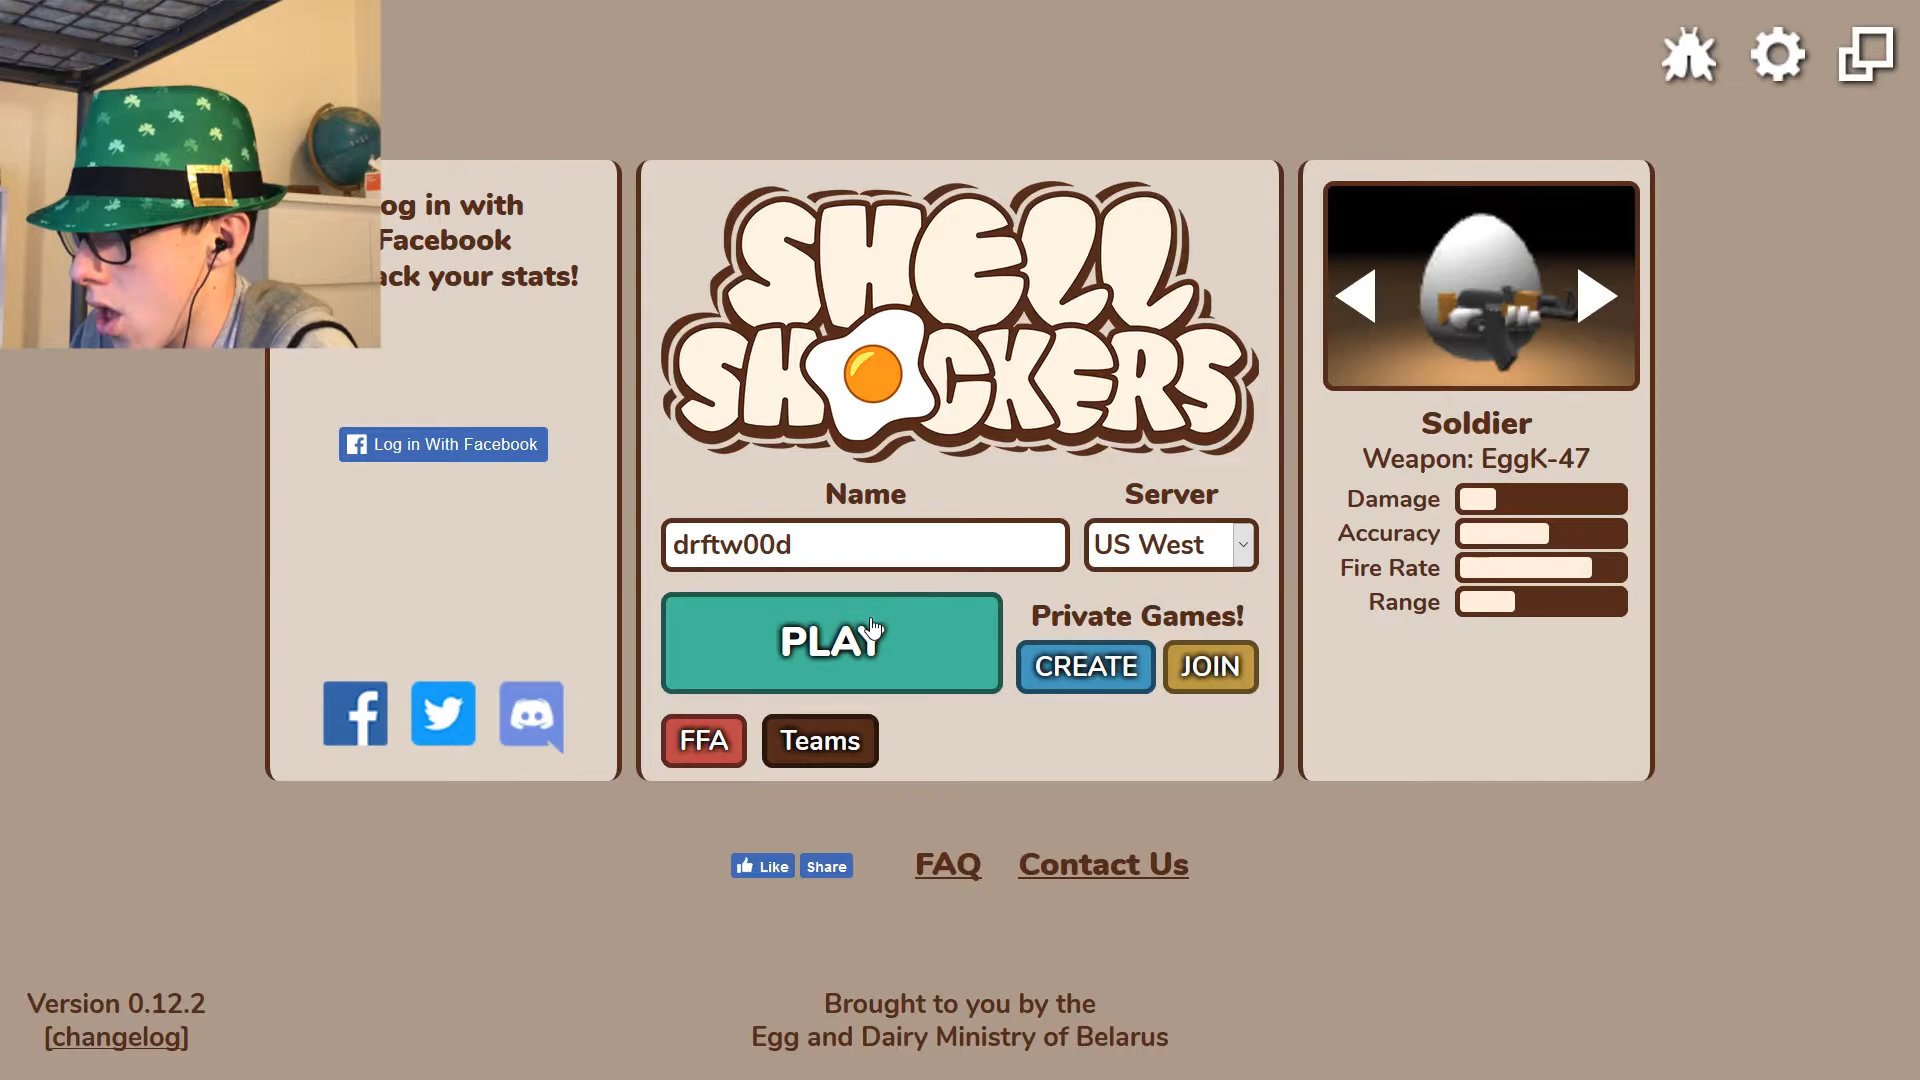 og in with
Facebook
ack your stats!
Log in With Facebook
SHELL
SHOCKERS
Name
Server
drftw00d
US West
PLAY
Private Games!
CREATE
JOIN
FFA
Teams
Soldier
Weapon: EggK-47
Damage
Accuracy
Fire Rate
Range
Like
Share
FAQ
Contact Us
Version 0.12.2
[changelog]
Brought to you by the
Egg and Dairy Ministry of Belarus